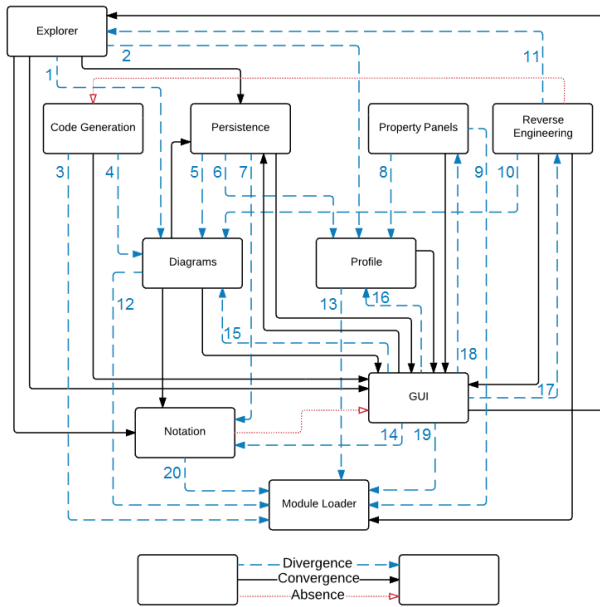 Explorer
1
2
11
Code Generation
Persistence
Property Panels
Reverse
Engineering
3
4
5
6
7
8
10
9
Diagrams
Profile
12
13
16
15
18
GUI
17
Notation
14
19
20
Module Loader
Divergence
Convergence
Absence